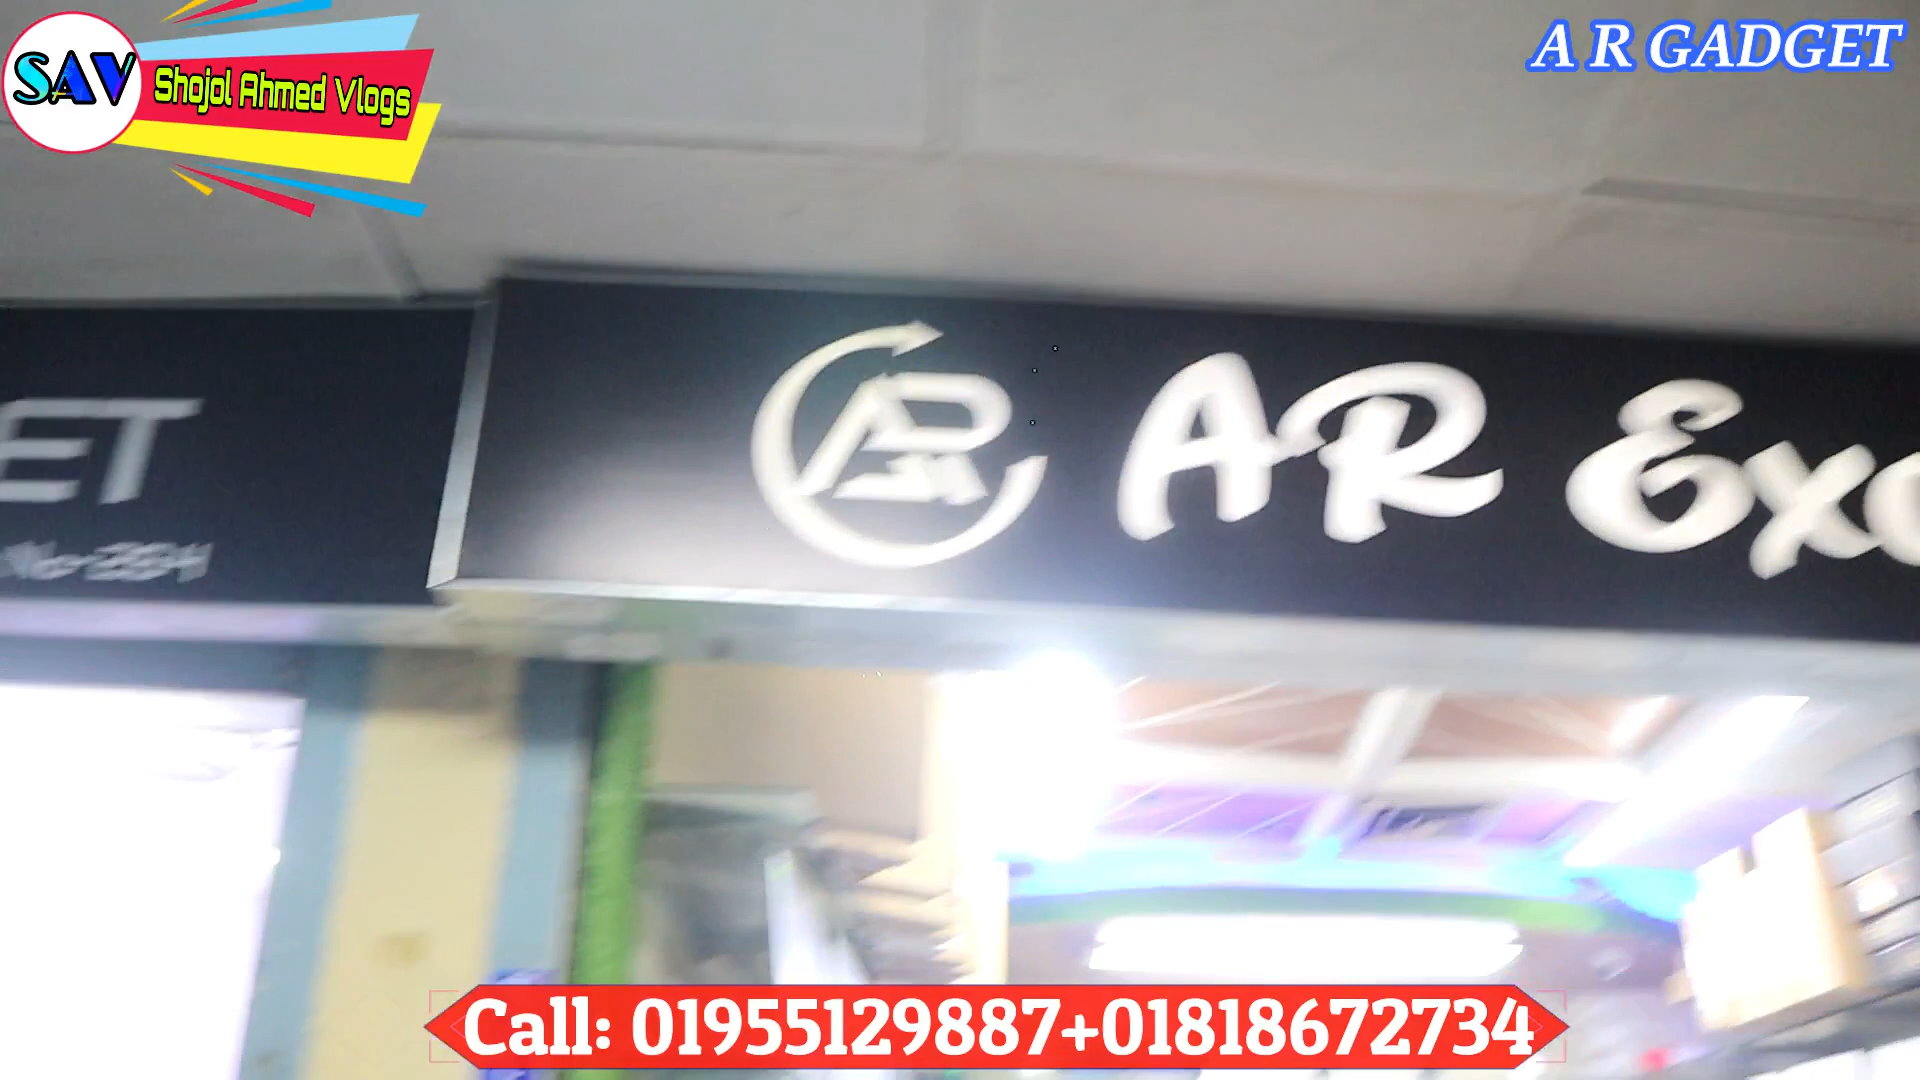 SAV
Shojol Ahmed Vlogs
A R GADGET
ET
AR
AR
Call: 01955129887+01818672734